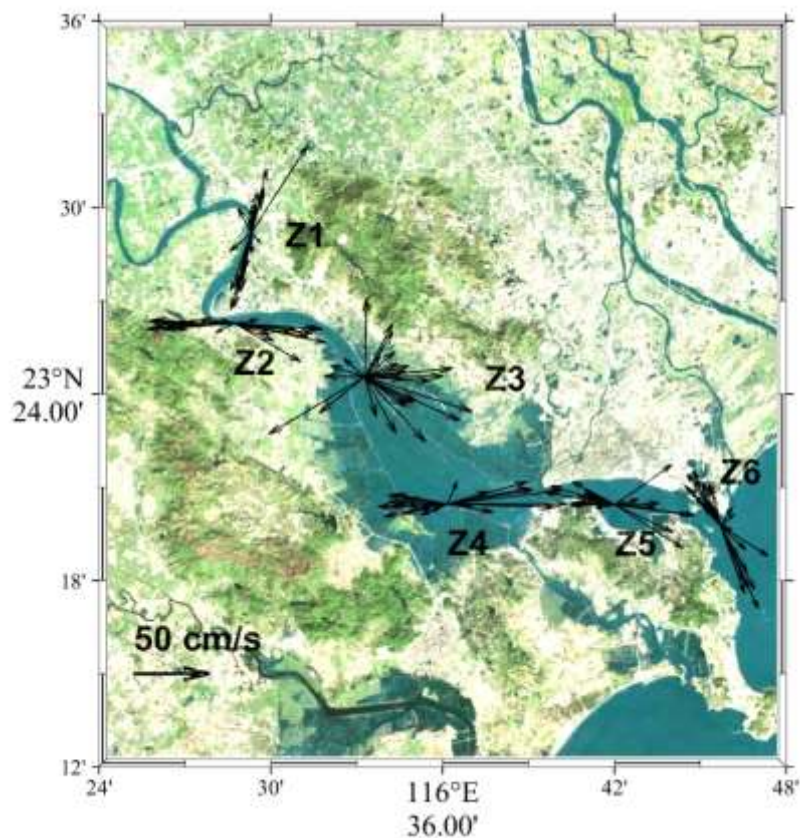 36'
30'
23°N
24.00'
18'
12'
24'
30'
116°E
36.00'
42'
48'
Z1
Z2
Z3
Z4
Z5
Z6
50 cm/s